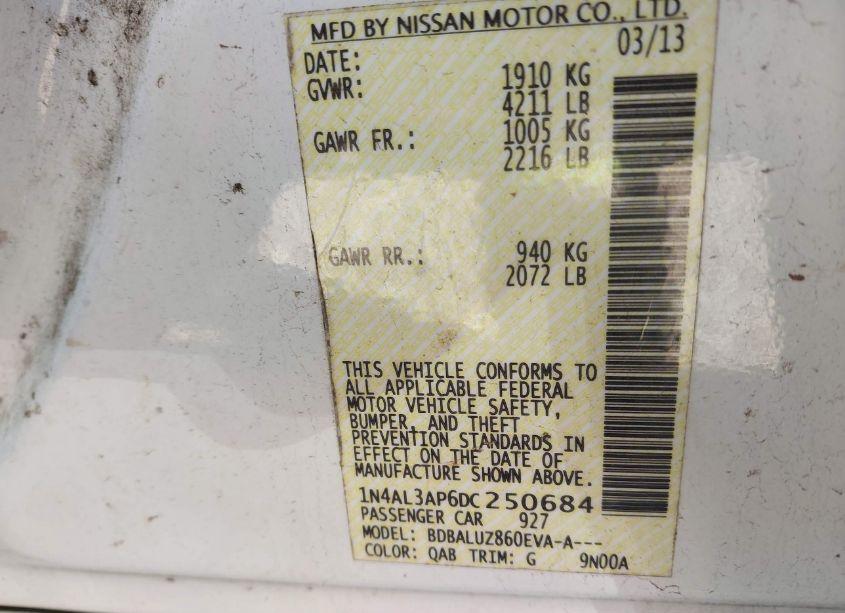 MFD BY NISSAN MOTOR CO., LTD.
DATE: 03/13
GVWR: 1910 KG
4211 LB
GAWR FR.: 1005 KG
2216 LB
GAWR RR.: 940 KG
2072 LB
THIS VEHICLE CONFORMS TO
ALL APPLICABLE FEDERAL
MOTOR VEHICLE SAFETY,
BUMPER, AND THEFT
PREVENTION STANDARDS IN
EFFECT ON THE DATE OF
MANUFACTURE SHOWN ABOVE.
1N4AL3AP6DC250684
PASSENGER CAR 927
MODEL: BDBALUZ860EVA-A---
COLOR: QAB TRIM: G 9N00A